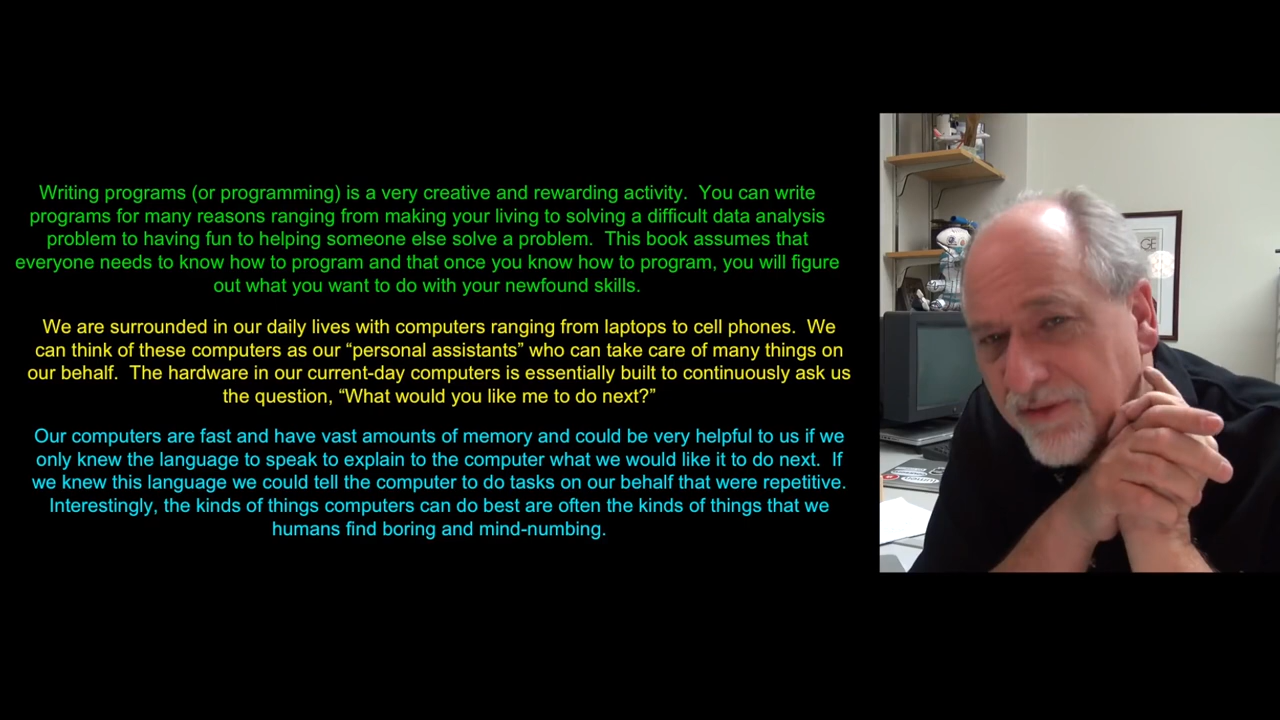 Writing programs (or programming) is a very creative and rewarding activity.  You can write
programs for many reasons ranging from making your living to solving a difficult data analysis
problem to having fun to helping someone else solve a problem.  This book assumes that
everyone needs to know how to program and that once you know how to program, you will figure
out what you want to do with your newfound skills.
We are surrounded in our daily lives with computers ranging from laptops to cell phones.  We
can think of these computers as our “personal assistants” who can take care of many things on
our behalf.  The hardware in our current-day computers is essentially built to continuously ask us
the question, “What would you like me to do next?”
Our computers are fast and have vast amounts of memory and could be very helpful to us if we
only knew the language to speak to explain to the computer what we would like it to do next.  If
we knew this language we could tell the computer to do tasks on our behalf that were repetitive.
Interestingly, the kinds of things computers can do best are often the kinds of things that we
humans find boring and mind-numbing.
GE